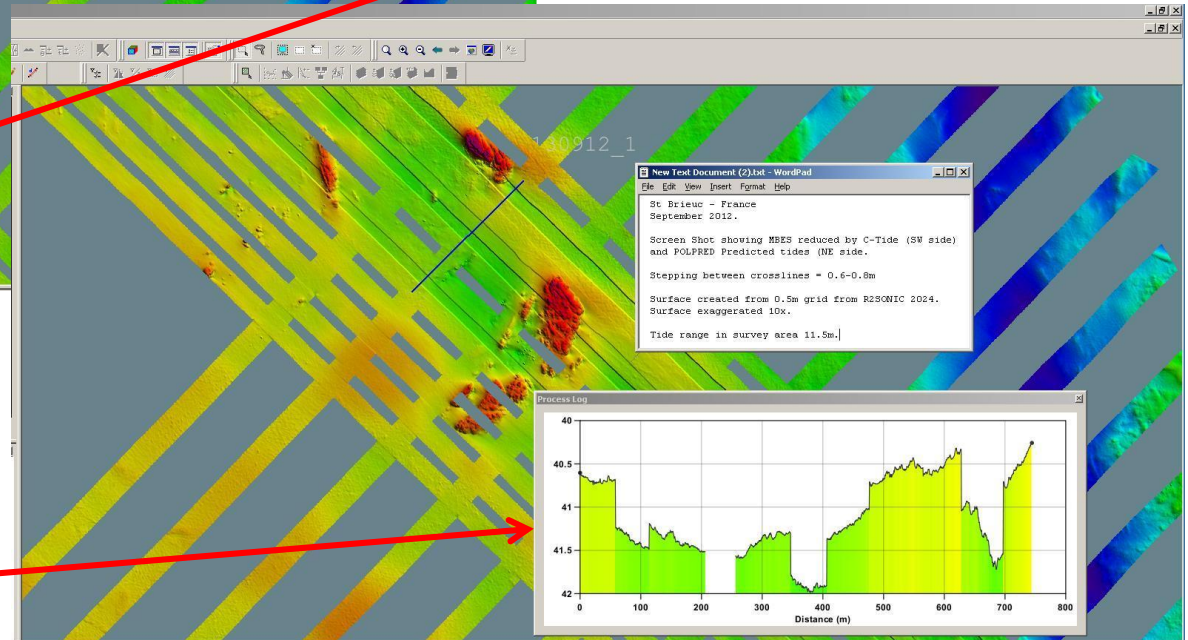 130912_1
New Text Document (2).txt - WordPad
File Edit View Insert Format Help
St Brieuc - France
September 2012.
Screen Shot showing MBES reduced by C-Tide (SW side)
and POLPRED Predicted tides (NE side.
Stepping between crosslines = 0.6-0.8m
Surface created from 0.5m grid from R2SONIC 2024.
Surface exaggerated 10x.
Tide range in survey area 11.5m.
Process Log
40
40.5
41
41.5
42
0 100 200 300 400 500 600 700 800
Distance (m)